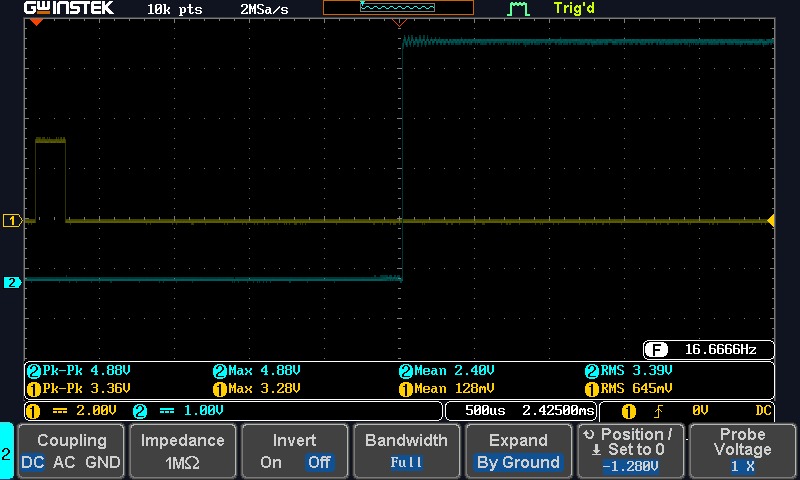 GWINSTEK 10k pts 2MSa/s Trig'd
1
2
F 16.6666Hz
2 Pk-Pk 4.88V 2 Max 4.88V 2 Mean 2.40V 2 RMS 3.39V
1 Pk-Pk 3.36V 1 Max 3.28V 1 Mean 128mV 1 RMS 645mV
1 2.00V 2 1.00V 500us 2.42500ms 1 0V DC
2
Coupling
DC AC GND
Impedance
1MΩ
Invert
On Off
Bandwidth
Full
Expand
By Ground
Position /
Set to 0
-1.280V
Probe
Voltage
1 X